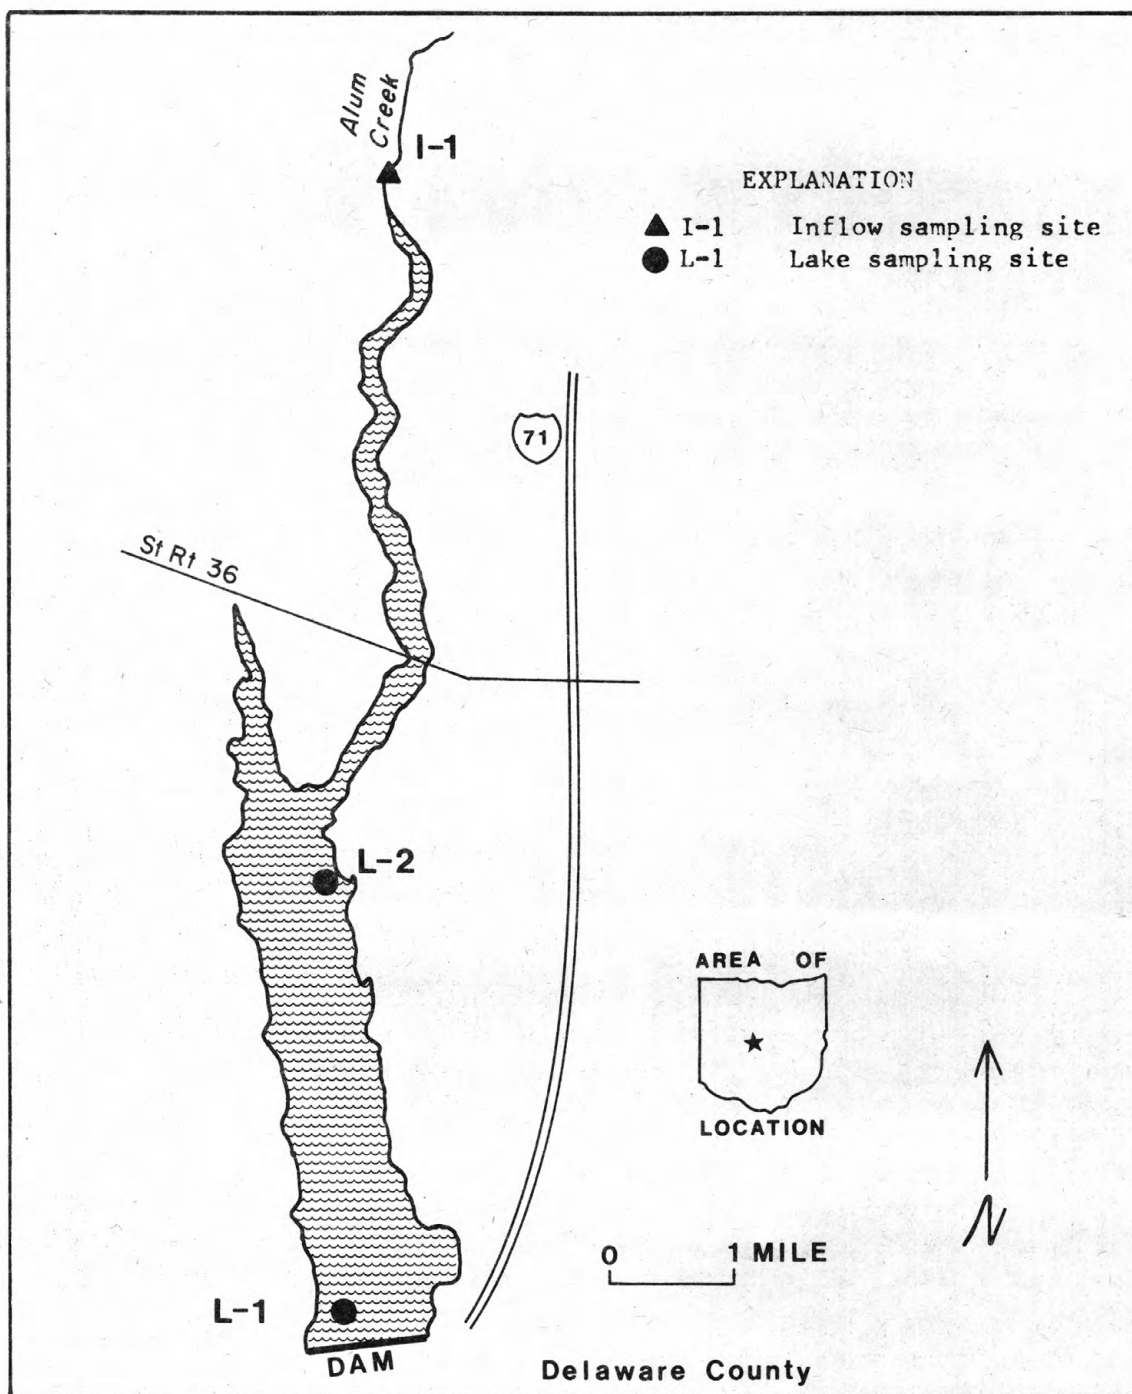 Alum
Creek
I-1
EXPLANATION
I-1 Inflow sampling site
L-1 Lake sampling site
71
St Rt 36
L-2
AREA OF
LOCATION
N
0 1 MILE
L-1
DAM
Delaware County